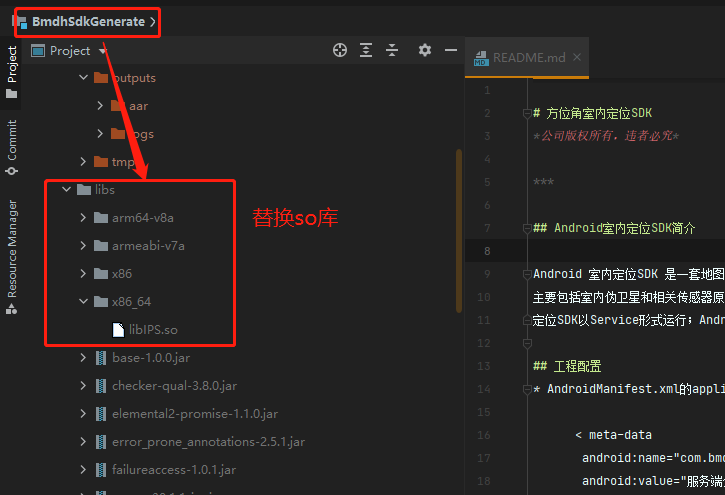 BmdhSdkGenerate
Project
Project
Commit
Resource Manager
outputs
aar
logs
tmp
libs
arm64-v8a
armeabi-v7a
x86
x86_64
libIPS.so
base-1.0.0.jar
checker-qual-3.8.0.jar
elemental2-promise-1.1.0.jar
error_prone_annotations-2.5.1.jar
failureaccess-1.0.1.jar
替换so库
MD
README.md
1
2 # 方位角室内定位SDK
3 *公司版权所有，违者必究*
4
5 ***
6
7 ## Android室内定位SDK简介
8
9 Android 室内定位SDK 是一套地图
10 主要包括室内伪卫星和相关传感器原
11 定位SDK以Service形式运行；Andr
12
13 ## 工程配置
14 * AndroidManifest.xml的appli
15
16 < meta-data
17 android:name="com.bmd
18 android:value="服务端分